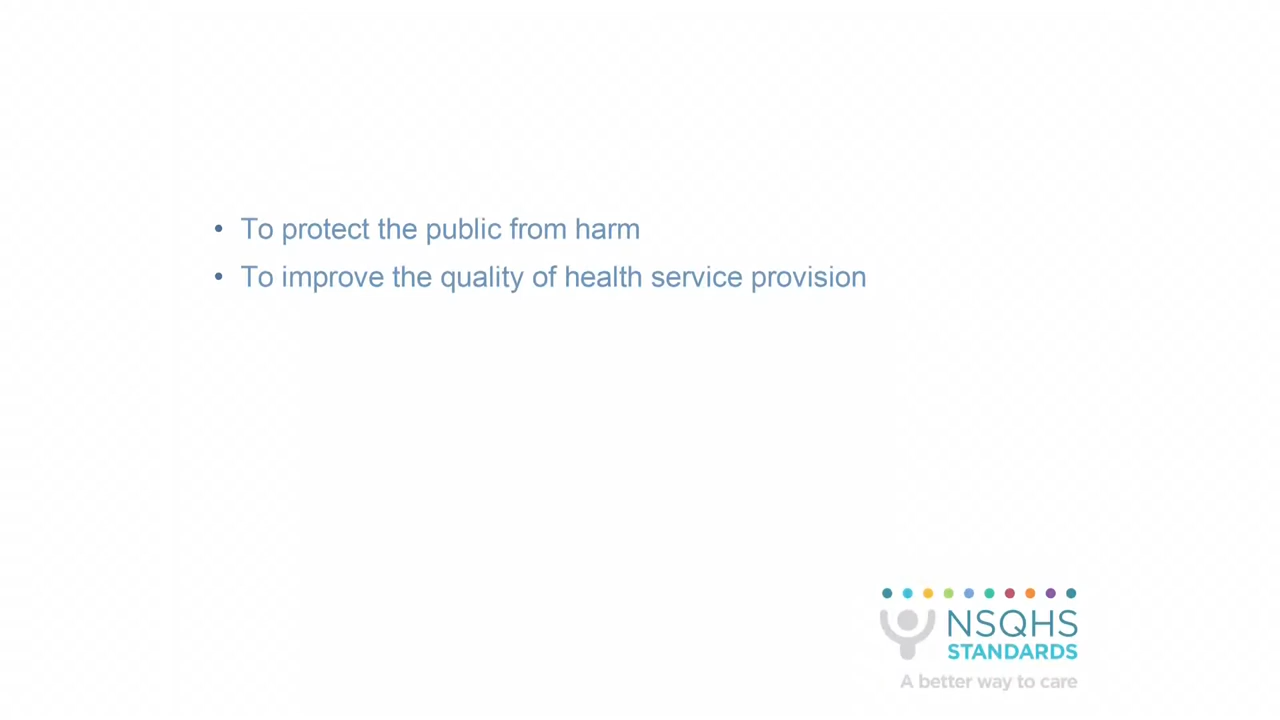 • To protect the public from harm
• To improve the quality of health service provision
NSQHS
STANDARDS
A better way to care